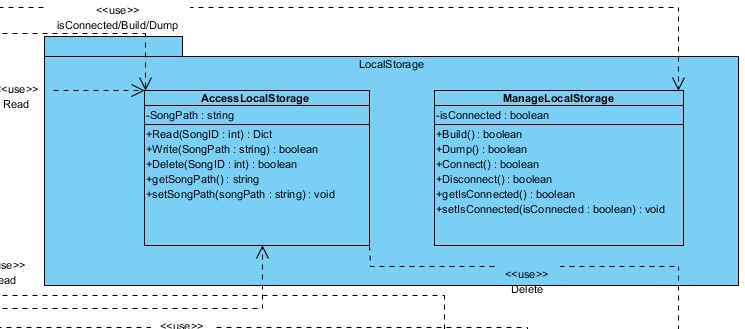 <<use>>
isConnected/Build/Dump
LocalStorage
<<use>>
Read
AccessLocalStorage
-SongPath : string
+Read(SongID : int) : Dict
+Write(SongPath : string) : boolean
+Delete(SongID : int) : boolean
+getSongPath() : string
+setSongPath(songPath : string) : void
ManageLocalStorage
-isConnected : boolean
+Build() : boolean
+Dump() : boolean
+Connect() : boolean
+Disconnect() : boolean
+getIsConnected() : boolean
+setIsConnected(isConnected : boolean) : void
use>>
ead
<<use>>
Delete
<<use>>